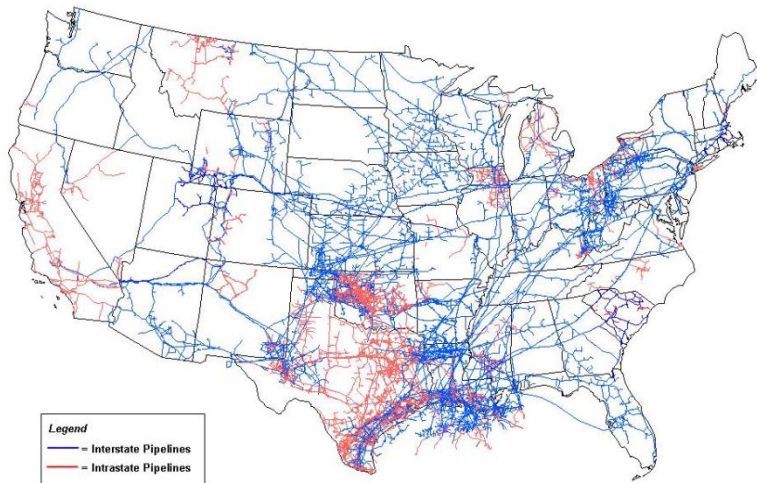 Legend
= Interstate Pipelines
= Intrastate Pipelines